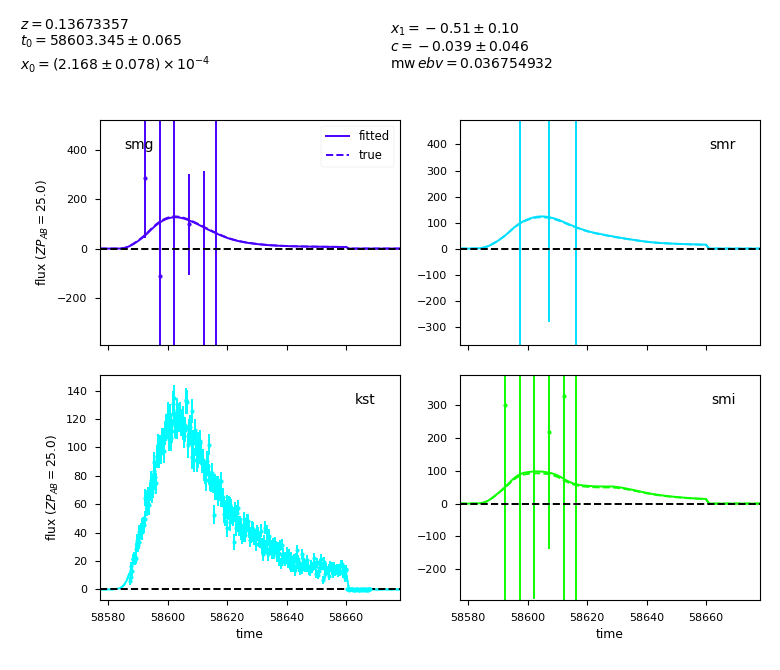 z = 0.13673357
t₀ = 58603.345 ± 0.065
x₀ = (2.168 ± 0.078) × 10⁻⁴
x₁ = −0.51 ± 0.10
c = −0.039 ± 0.046
mw ebv = 0.036754932
smg
fitted
true
400
200
0
−200
flux (ZP_AB = 25.0)
smr
400
300
200
100
0
−100
−200
−300
kst
140
120
100
80
60
40
20
0
flux (ZP_AB = 25.0)
58580 58600 58620 58640 58660
time
smi
300
200
100
0
−100
−200
58580 58600 58620 58640 58660
time